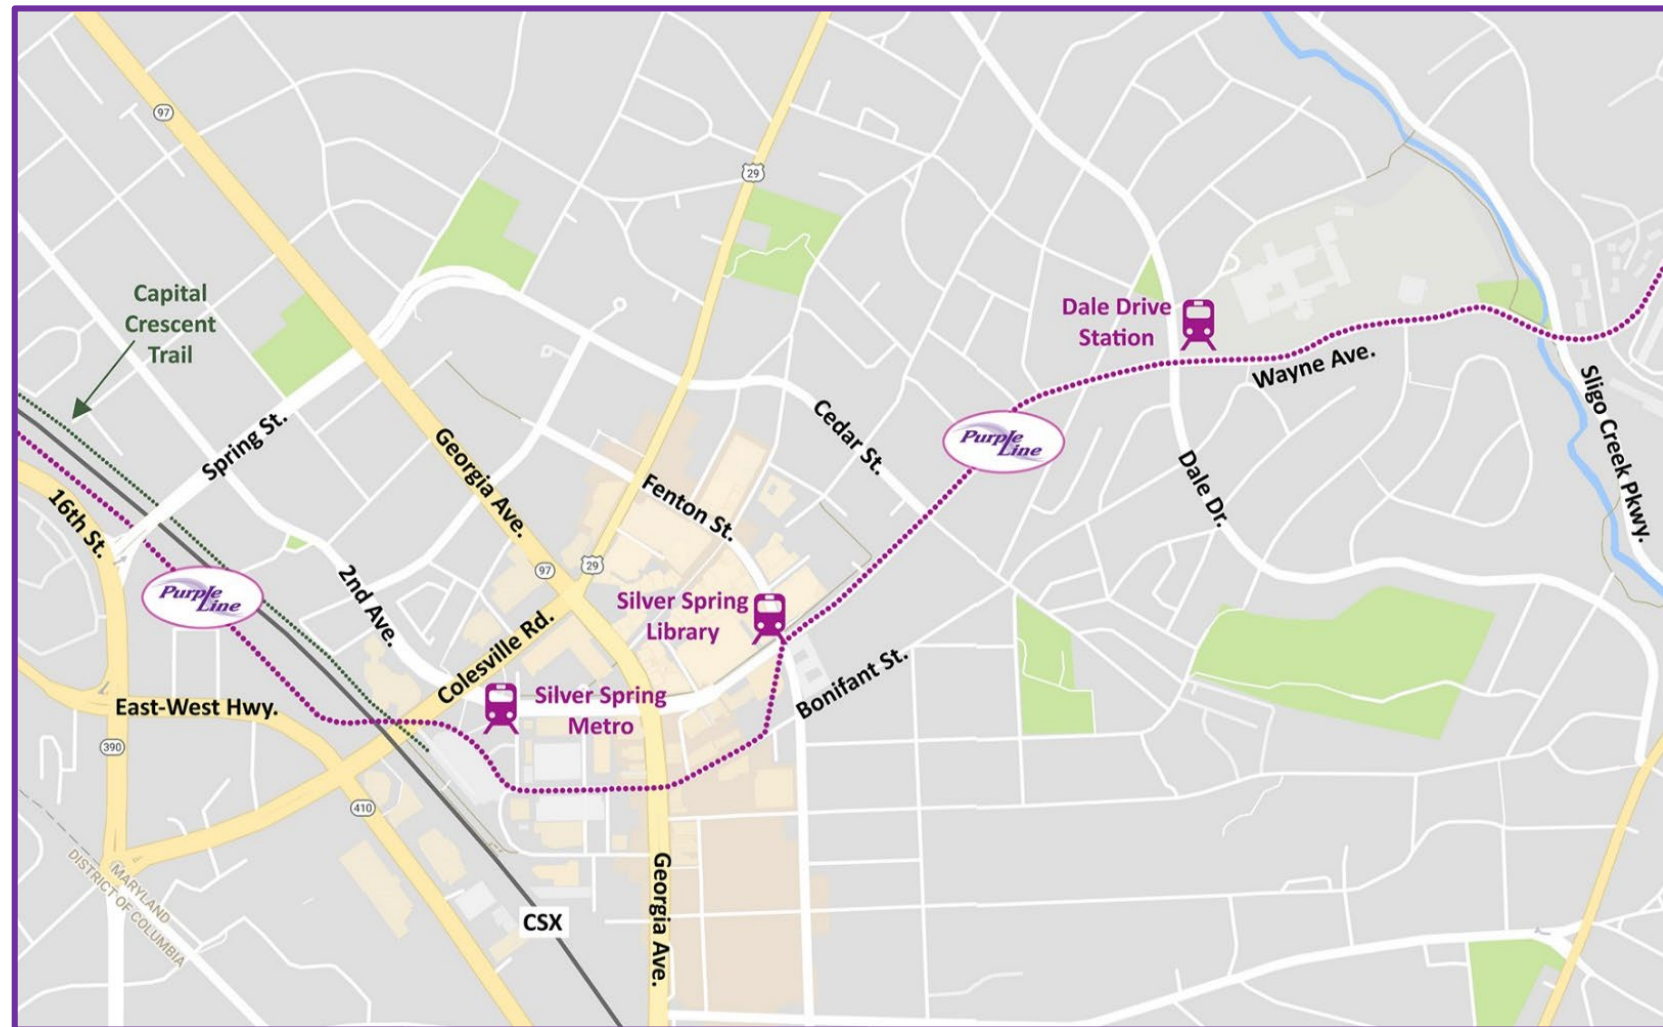 97
29
Capital
Crescent
Trail
Dale Drive
Station
Wayne Ave.
Sligo Creek Pkwy.
Spring St.
Georgia Ave.
Cedar St.
Purple
Line
Dale Dr.
16th St.
Fenton St.
97
29
2nd Ave.
Purple
Line
Silver Spring
Library
Colesville Rd.
Bonifant St.
East-West Hwy.
Silver Spring
Metro
390
410
MARYLAND
DISTRICT OF COLUMBIA
Georgia Ave.
CSX